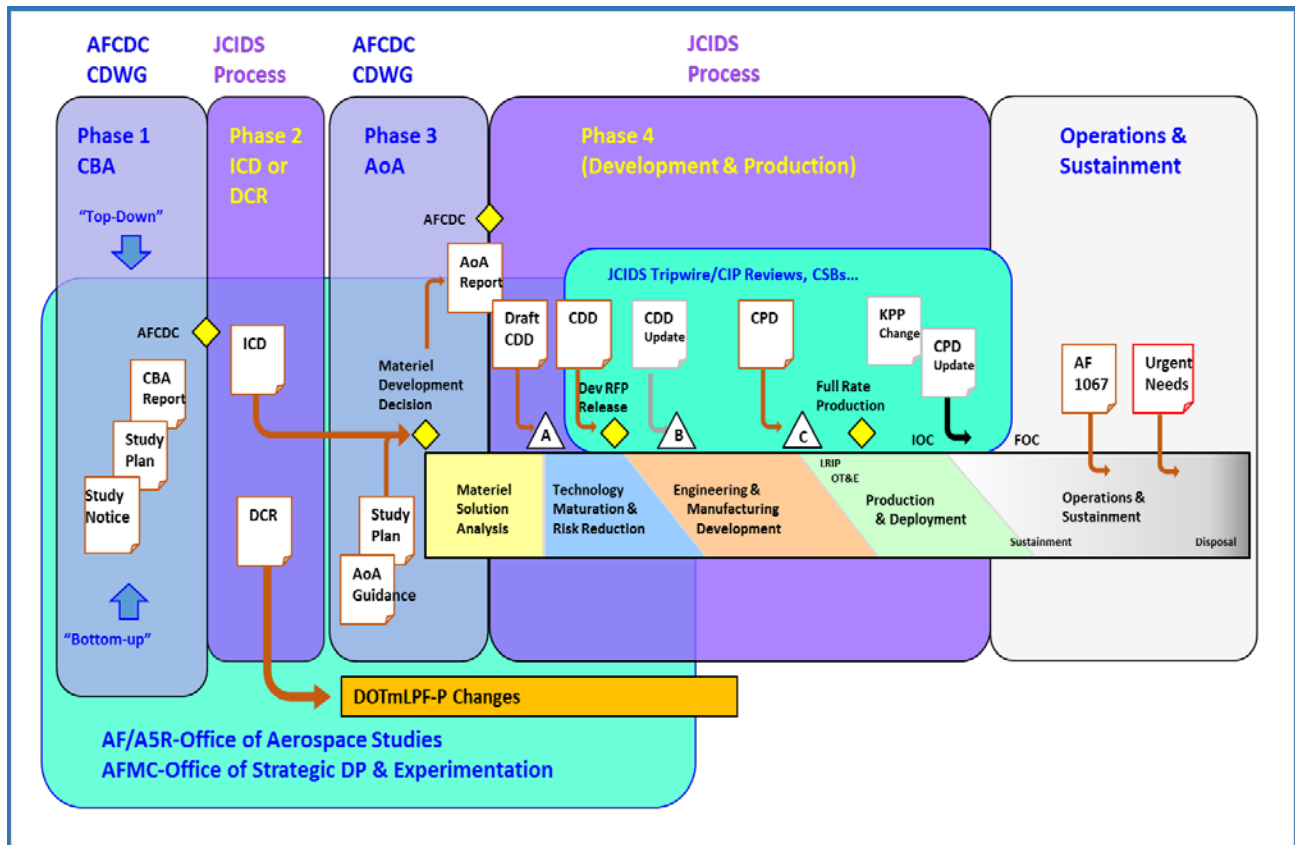 AFCDC
CDWG
JCIDS
Process
AFCDC
CDWG
JCIDS
Process
Phase 1
CBA
Phase 2
ICD or
DCR
Phase 3
AoA
Phase 4
(Development & Production)
Operations &
Sustainment
"Top-Down"
AFCDC
AFCDC
CBA
Report
Study
Plan
Study
Notice
"Bottom-up"
ICD
DCR
Materiel
Development
Decision
AoA
Report
Study
Plan
AoA
Guidance
JCIDS Tripwire/CIP Reviews, CSBs...
Draft
CDD
CDD
CDD
Update
CPD
KPP
Change
CPD
Update
Dev RFP
Release
Full Rate
Production
A
B
C
IOC
FOC
AF
1067
Urgent
Needs
Materiel
Solution
Analysis
Technology
Maturation &
Risk Reduction
Engineering &
Manufacturing
Development
LRIP
OT&E
Production
& Deployment
Operations &
Sustainment
Sustainment
Disposal
DOTmLPF-P Changes
AF/A5R-Office of Aerospace Studies
AFMC-Office of Strategic DP & Experimentation